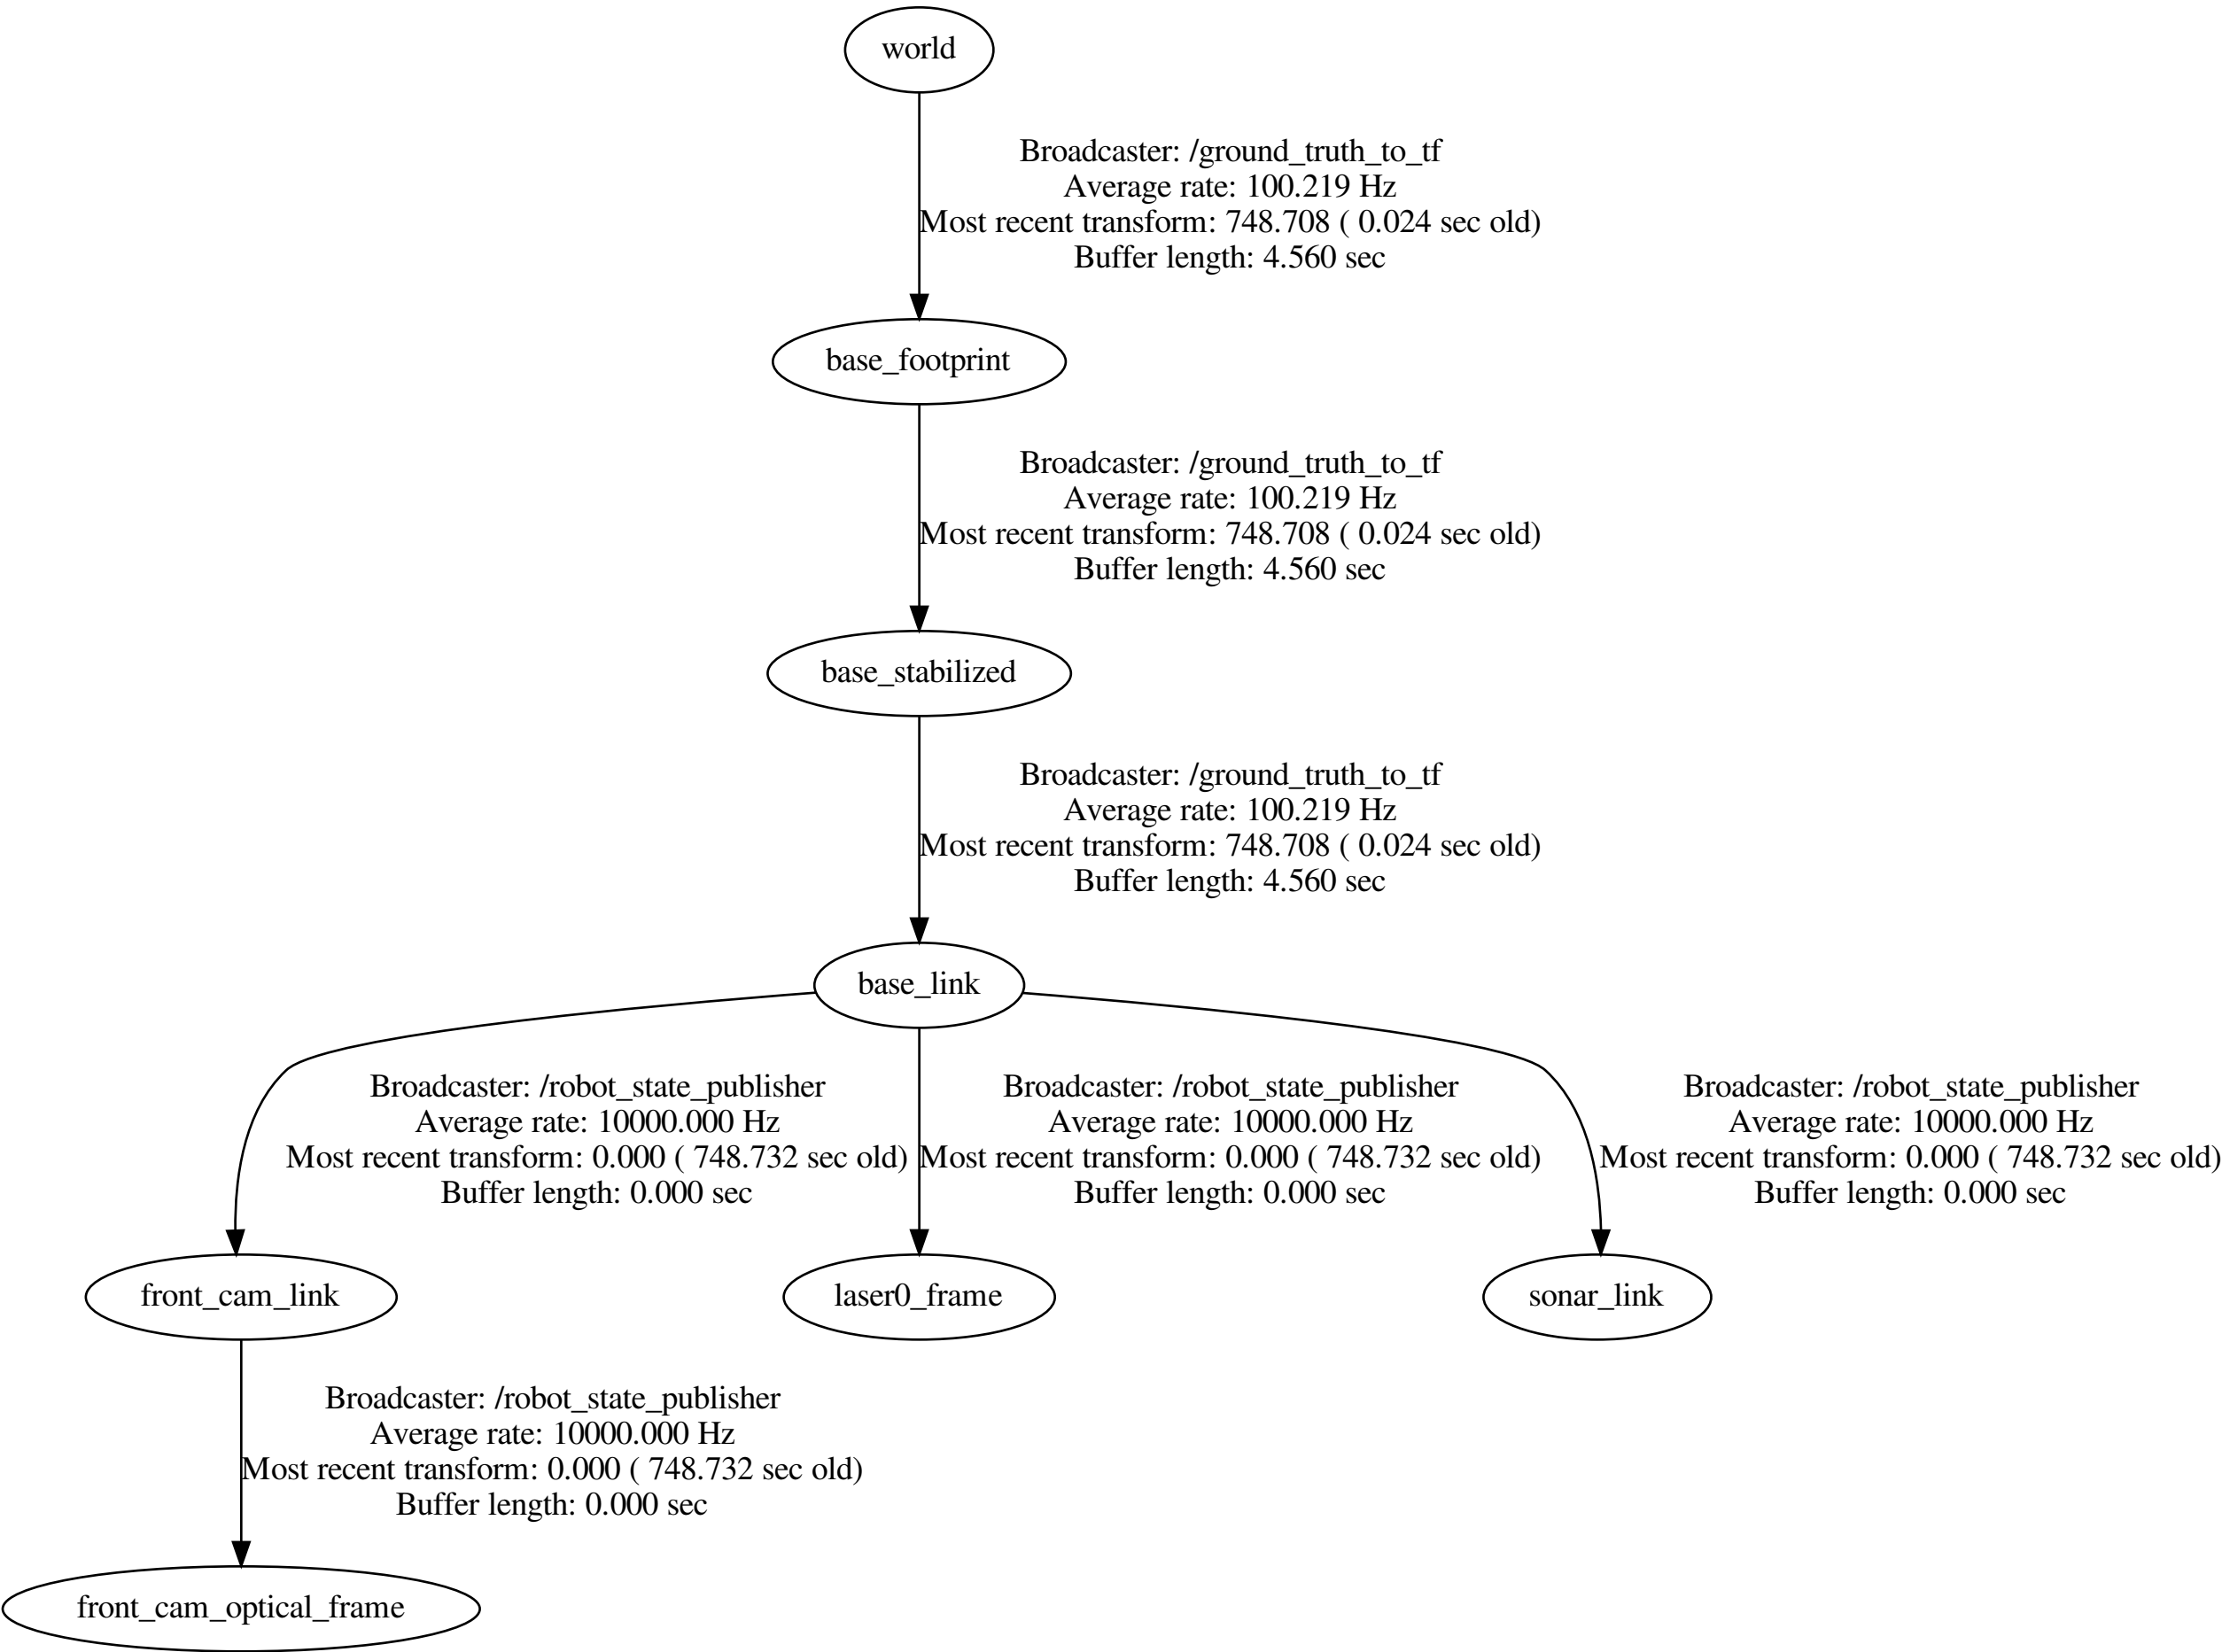 world
Broadcaster: /ground_truth_to_tf
Average rate: 100.219 Hz
Most recent transform: 748.708 ( 0.024 sec old)
Buffer length: 4.560 sec
base_footprint
Broadcaster: /ground_truth_to_tf
Average rate: 100.219 Hz
Most recent transform: 748.708 ( 0.024 sec old)
Buffer length: 4.560 sec
base_stabilized
Broadcaster: /ground_truth_to_tf
Average rate: 100.219 Hz
Most recent transform: 748.708 ( 0.024 sec old)
Buffer length: 4.560 sec
base_link
Broadcaster: /robot_state_publisher
Average rate: 10000.000 Hz
Most recent transform: 0.000 ( 748.732 sec old)
Buffer length: 0.000 sec
Broadcaster: /robot_state_publisher
Average rate: 10000.000 Hz
Most recent transform: 0.000 ( 748.732 sec old)
Buffer length: 0.000 sec
Broadcaster: /robot_state_publisher
Average rate: 10000.000 Hz
Most recent transform: 0.000 ( 748.732 sec old)
Buffer length: 0.000 sec
front_cam_link
laser0_frame
sonar_link
Broadcaster: /robot_state_publisher
Average rate: 10000.000 Hz
Most recent transform: 0.000 ( 748.732 sec old)
Buffer length: 0.000 sec
front_cam_optical_frame